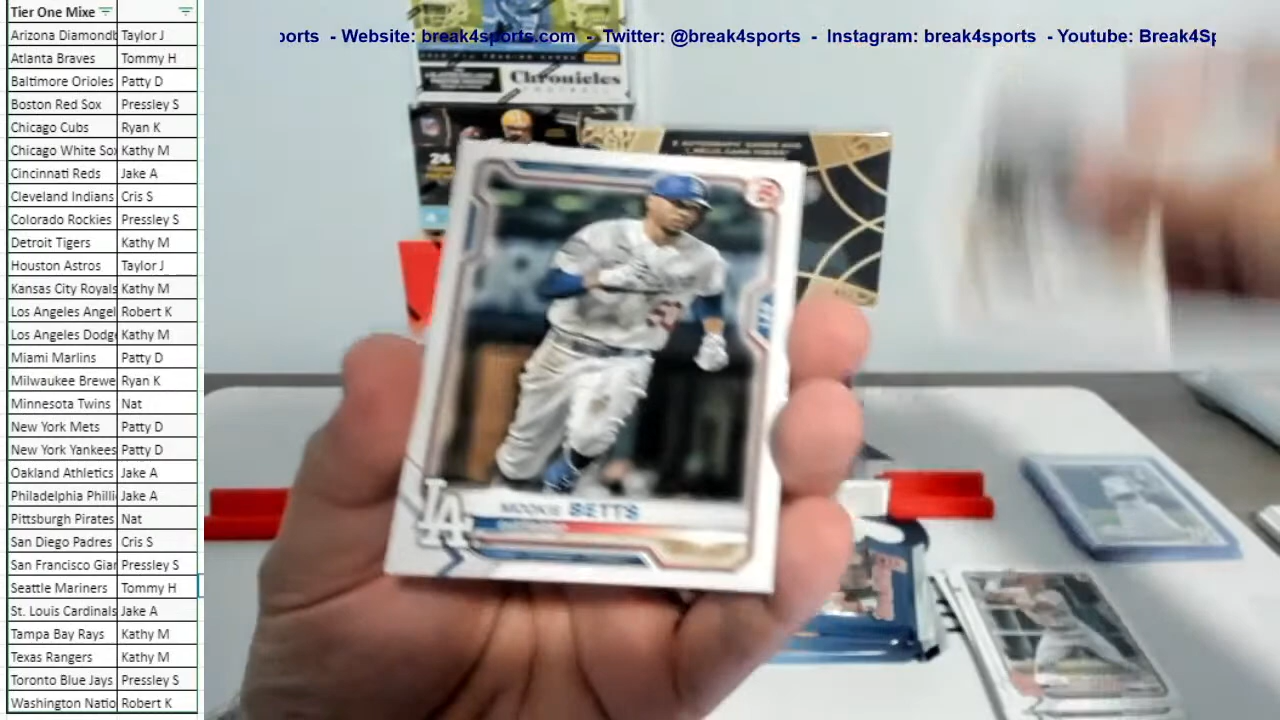 Tier One Mixe
Arizona Diamondb Taylor J
Atlanta Braves Tommy H
Baltimore Orioles Patty D
Boston Red Sox Pressley S
Chicago Cubs Ryan K
Chicago White Sox Kathy M
Cincinnati Reds Jake A
Cleveland Indians Cris S
Colorado Rockies Pressley S
Detroit Tigers Kathy M
Houston Astros Taylor J
Kansas City Royals Kathy M
Los Angeles Angel Robert K
Los Angeles Dodge Kathy M
Miami Marlins Patty D
Milwaukee Brewe Ryan K
Minnesota Twins Nat
New York Mets Patty D
New York Yankees Patty D
Oakland Athletics Jake A
Philadelphia Philli Jake A
Pittsburgh Pirates Nat
San Diego Padres Cris S
San Francisco Gian Pressley S
Seattle Mariners Tommy H
St. Louis Cardinals Jake A
Tampa Bay Rays Kathy M
Texas Rangers Kathy M
Toronto Blue Jays Pressley S
Washington Natio Robert K
orts - Website: break4sports.com - Twitter: @break4sports - Instagram: break4sports - Youtube: Break4Sp
Chronicles
FOOTBALL
24
LA
MOOKIE BETTS